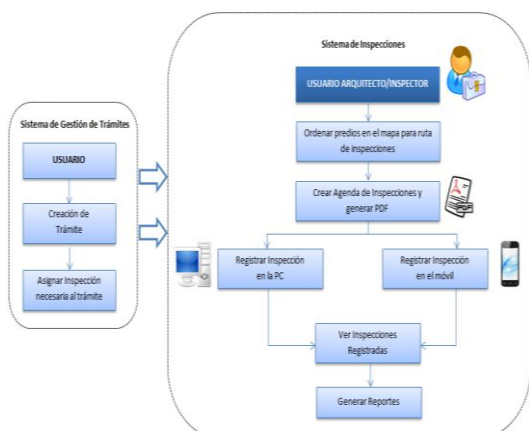 Sistema de Inspecciones
USUARIO ARQUITECTO/INSPECTOR
Ordenar predios en el mapa para ruta
de inspecciones
Crear Agenda de Inspecciones y
generar PDF
PDF
Registrar Inspección
en la PC
Registrar Inspección
en el móvil
Ver Inspecciones
Registradas
Generar Reportes
Sistema de Gestión de Trámites
USUARIO
Creación de
Trámite
Asignar Inspección
necesaria al trámite